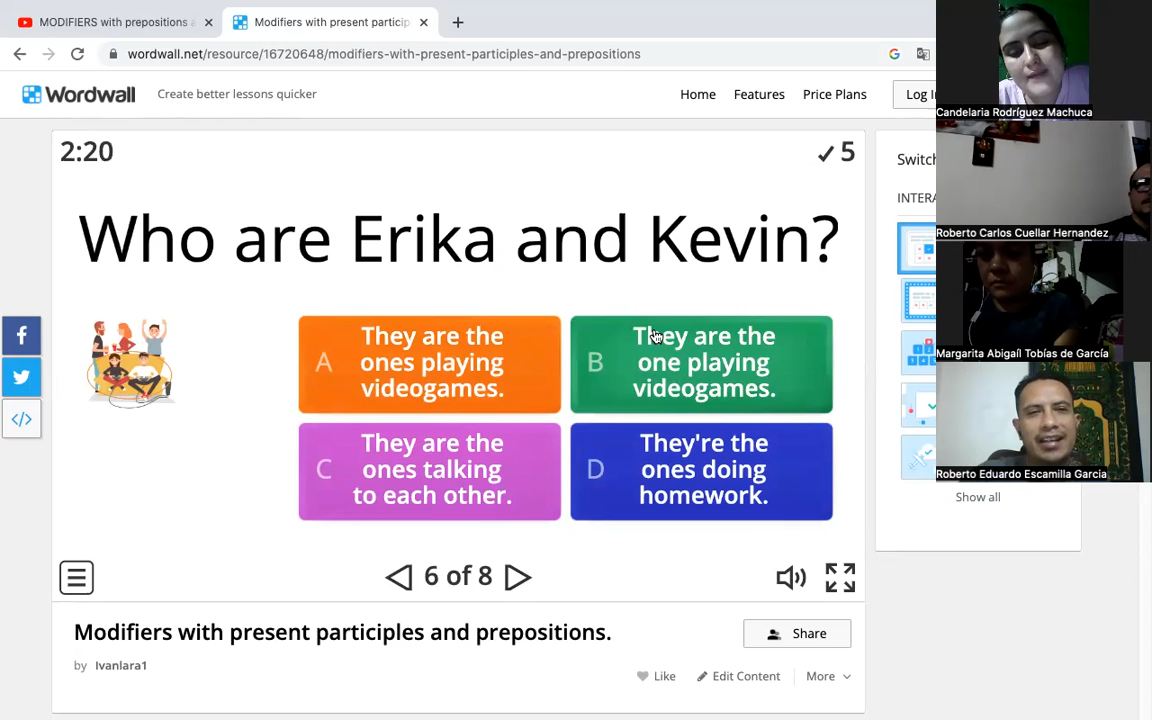 MODIFIERS with prepositions a
Modifiers with present particip
wordwall.net/resource/16720648/modifiers-with-present-participles-and-prepositions
Wordwall
Create better lessons quicker
Home
Features
Price Plans
Log
2:20
5
Switch
INTERA
Who are Erika and Kevin?
A
They are the
ones playing
videogames.
B
They are the
one playing
videogames.
C
They are the
ones talking
to each other.
D
They're the
ones doing
homework.
6 of 8
Show all
Modifiers with present participles and prepositions.
Share
by Ivanlara1
Like
Edit Content
More
Candelaria Rodríguez Machuca
Roberto Carlos Cuellar Hernandez
Margarita Abigaíl Tobías de García
Roberto Eduardo Escamilla Garcia